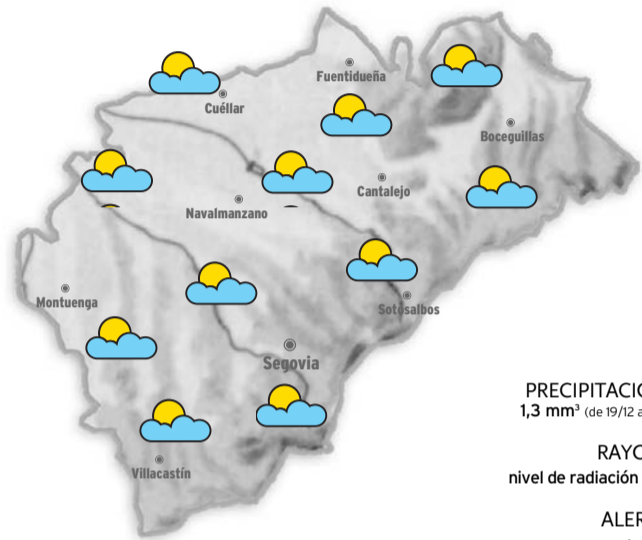 Fuentidueña
Cuéllar
Boceguillas
Cantalejo
Navalmanzano
Montuenga
Sotosalbos
Segovia
Villacastín
PRECIPITACIO
1,3 mm³ (de 19/12 a
RAYO
nivel de radiación
ALER